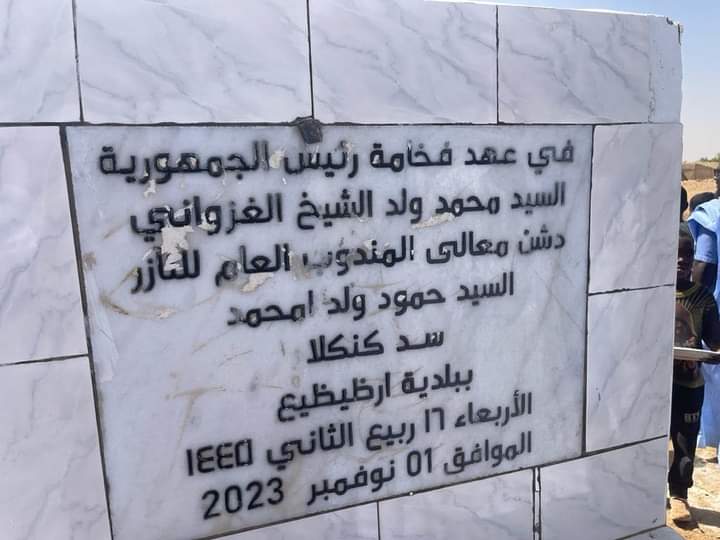 في عهد فخامة رئيس الجمهورية
السيد محمد ولد الشيخ الغزواني
دشن معالى المندوب العام للتآزر
السيد حمود ولد امحمد
سد كنكلا
ببلدية ارظيظيع
الأربعاء ١٦ ربيع الثاني ١٤٤٥
الموافق 01 نوفمبر 2023